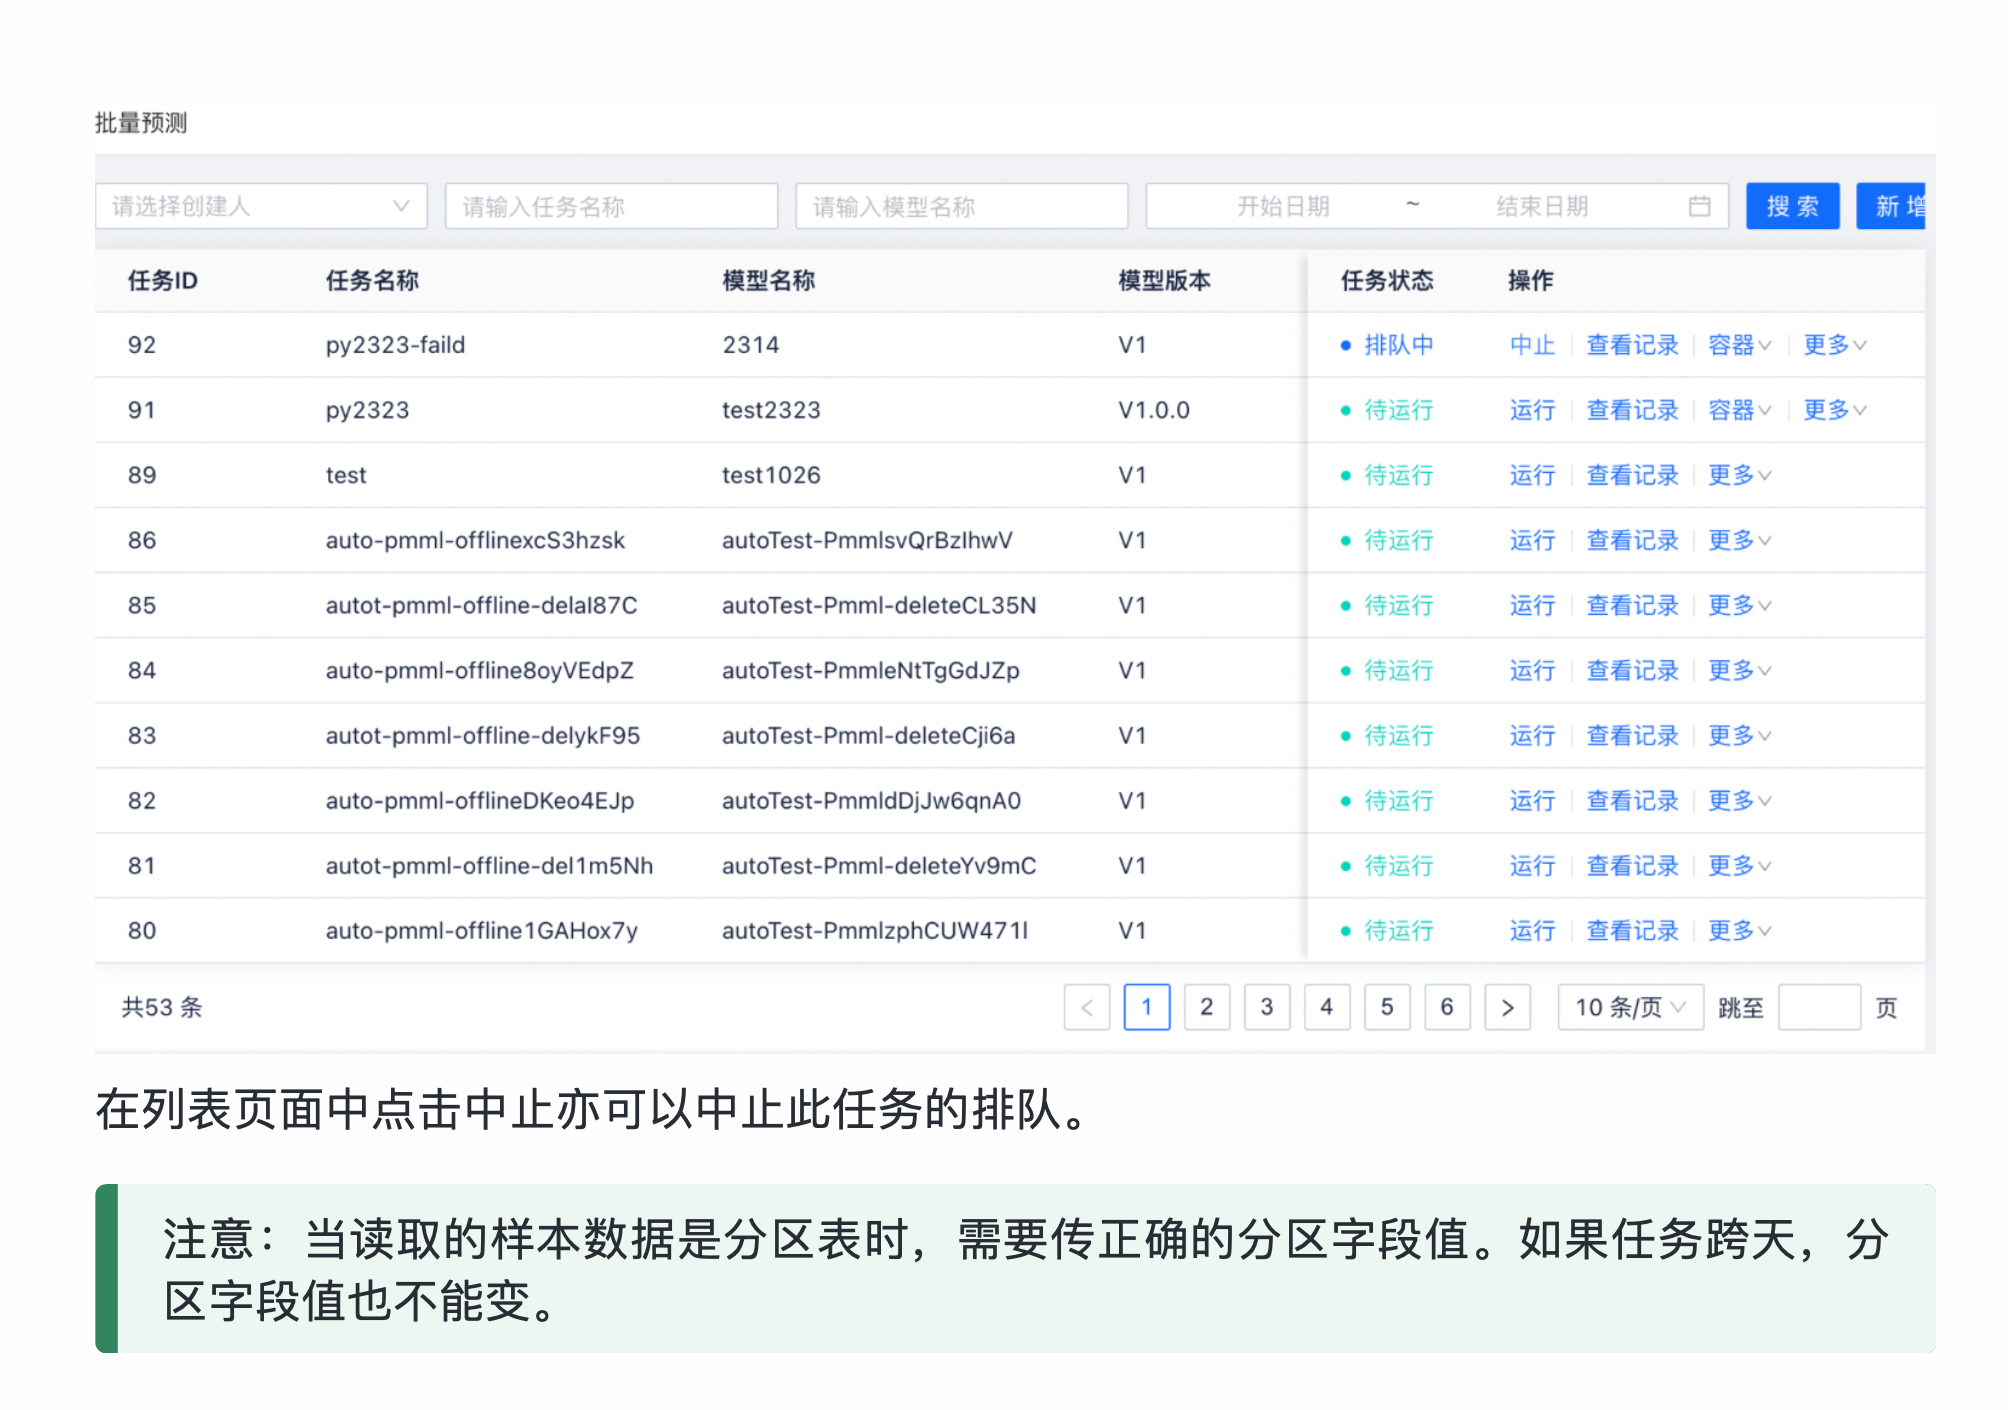 批量预测
请选择创建人 请输入任务名称 请输入模型名称 开始日期 ~ 结束日期 搜 索 新 增
任务ID 任务名称 模型名称 模型版本 任务状态 操作
92 py2323-faild 2314 V1 排队中 中止 查看记录 容器 更多
91 py2323 test2323 V1.0.0 待运行 运行 查看记录 容器 更多
89 test test1026 V1 待运行 运行 查看记录 更多
86 auto-pmml-offlinexcS3hzsk autoTest-PmmlsvQrBzIhwV V1 待运行 运行 查看记录 更多
85 autot-pmml-offline-delaI87C autoTest-Pmml-deleteCL35N V1 待运行 运行 查看记录 更多
84 auto-pmml-offline8oyVEdpZ autoTest-PmmleNtTgGdJZp V1 待运行 运行 查看记录 更多
83 autot-pmml-offline-delykF95 autoTest-Pmml-deleteCji6a V1 待运行 运行 查看记录 更多
82 auto-pmml-offlineDKeo4EJp autoTest-PmmldDjJw6qnA0 V1 待运行 运行 查看记录 更多
81 autot-pmml-offline-del1m5Nh autoTest-Pmml-deleteYv9mC V1 待运行 运行 查看记录 更多
80 auto-pmml-offline1GAHox7y autoTest-PmmlzphCUW471l V1 待运行 运行 查看记录 更多
共53 条 < 1 2 3 4 5 6 > 10 条/页 跳至 页
在列表页面中点击中止亦可以中止此任务的排队。
注意：当读取的样本数据是分区表时，需要传正确的分区字段值。如果任务跨天，分
区字段值也不能变。